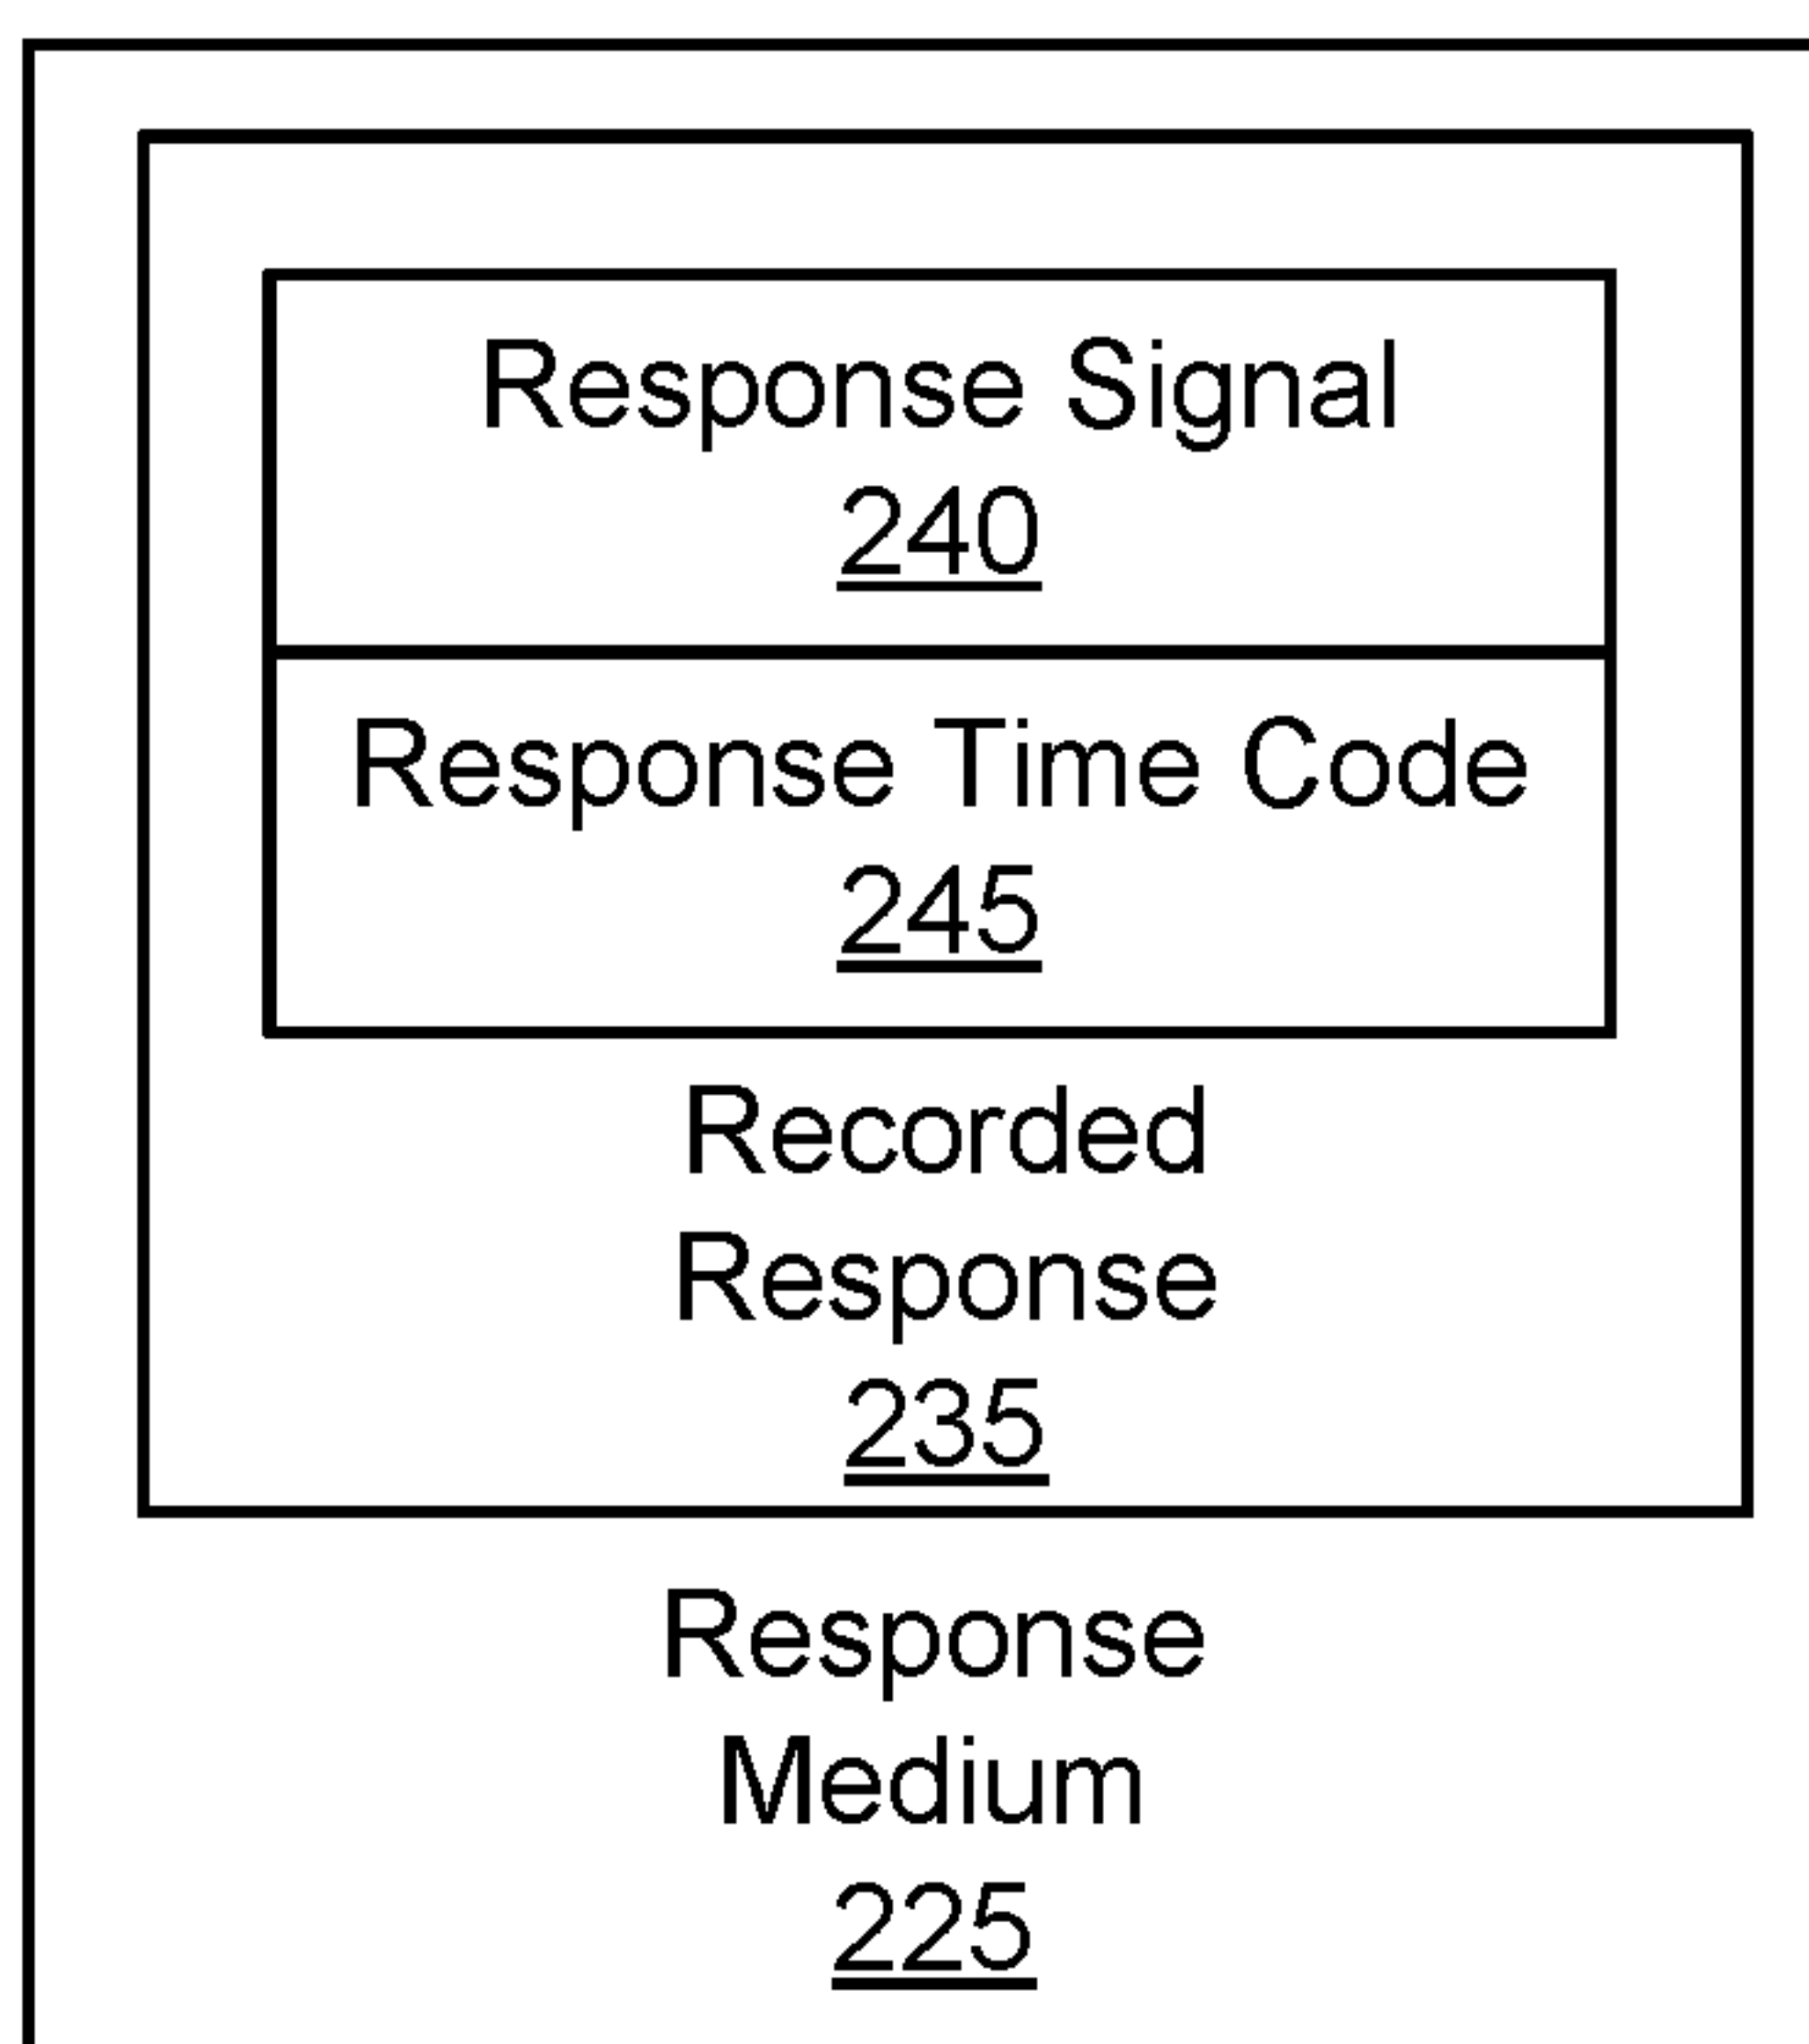 Response Signal
240
Response Time Code
245
Recorded
Response
235
Response
Medium
225